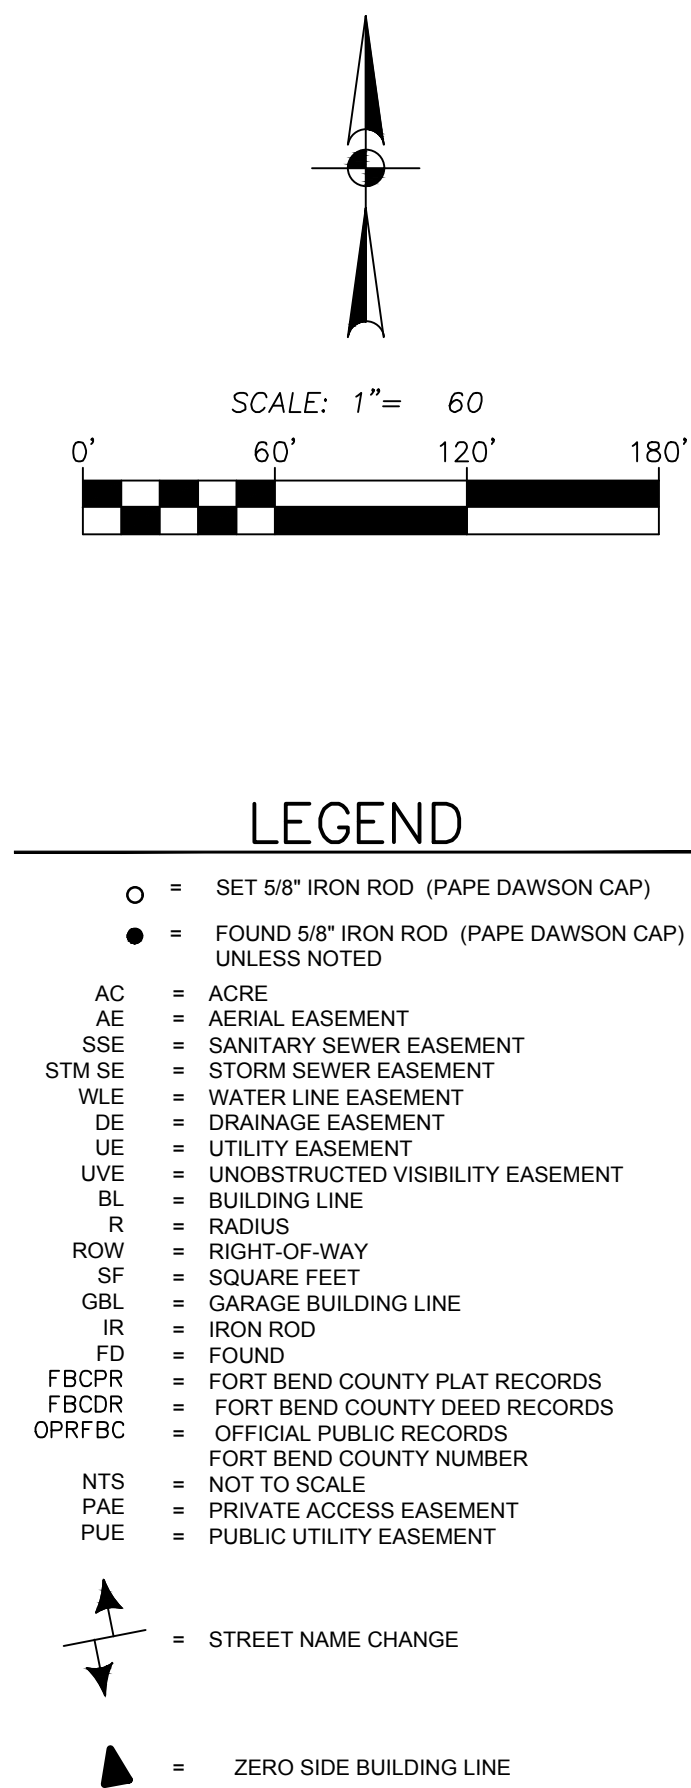 SCALE: 1"= 60
0' 60' 120' 180'
LEGEND
= SET 5/8" IRON ROD (PAPE DAWSON CAP)
= FOUND 5/8" IRON ROD (PAPE DAWSON CAP)
UNLESS NOTED
AC = ACRE
AE = AERIAL EASEMENT
SSE = SANITARY SEWER EASEMENT
STM SE = STORM SEWER EASEMENT
WLE = WATER LINE EASEMENT
DE = DRAINAGE EASEMENT
UE = UTILITY EASEMENT
UVE = UNOBSTRUCTED VISIBILITY EASEMENT
BL = BUILDING LINE
R = RADIUS
ROW = RIGHT-OF-WAY
SF = SQUARE FEET
GBL = GARAGE BUILDING LINE
IR = IRON ROD
FD = FOUND
FBCPR = FORT BEND COUNTY PLAT RECORDS
FBCDR = FORT BEND COUNTY DEED RECORDS
OPRFBC = OFFICIAL PUBLIC RECORDS
FORT BEND COUNTY NUMBER
NTS = NOT TO SCALE
PAE = PRIVATE ACCESS EASEMENT
PUE = PUBLIC UTILITY EASEMENT
= STREET NAME CHANGE
= ZERO SIDE BUILDING LINE